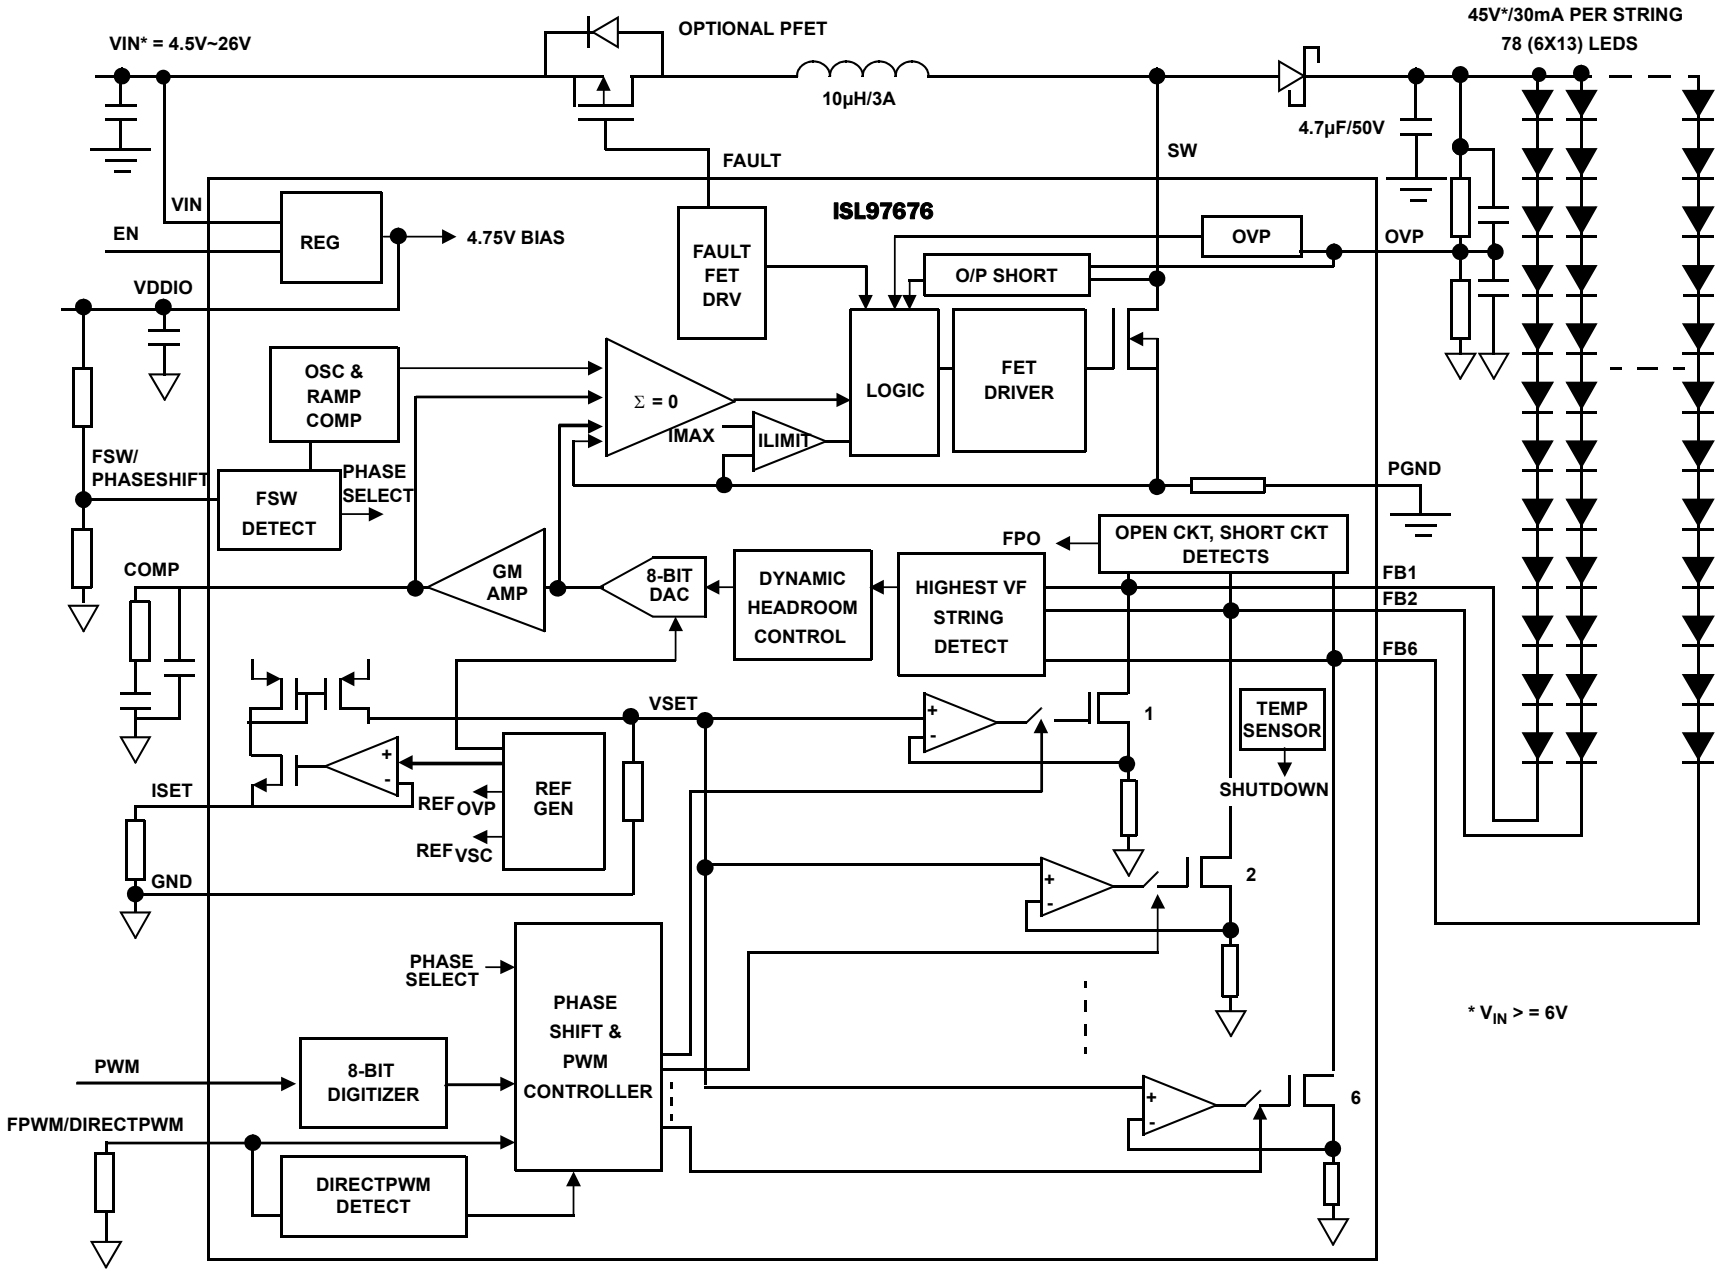 45V*/30mA PER STRING
78 (6X13) LEDS
OPTIONAL PFET
VIN* = 4.5V~26V
10µH/3A
4.7µF/50V
SW
FAULT
VIN
ISL97676
EN
REG
4.75V BIAS
OVP
OVP
FAULT
FET
DRV
O/P SHORT
VDDIO
OSC &
RAMP
COMP
Σ = 0
LOGIC
FET
DRIVER
IMAX
ILIMIT
FSW/
PHASESHIFT
PHASE
SELECT
PGND
FSW
DETECT
FPO
OPEN CKT, SHORT CKT
DETECTS
COMP
GM
AMP
8-BIT
DAC
DYNAMIC
HEADROOM
CONTROL
HIGHEST VF
STRING
DETECT
FB1
FB2
FB6
VSET
+
-
1
TEMP
SENSOR
SHUTDOWN
+
-
ISET
REF OVP
REF
GEN
REF VSC
GND
+
-
2
PHASE
SELECT
PHASE
SHIFT &
PWM
CONTROLLER
* VIN > = 6V
PWM
8-BIT
DIGITIZER
+
-
6
FPWM/DIRECTPWM
DIRECTPWM
DETECT